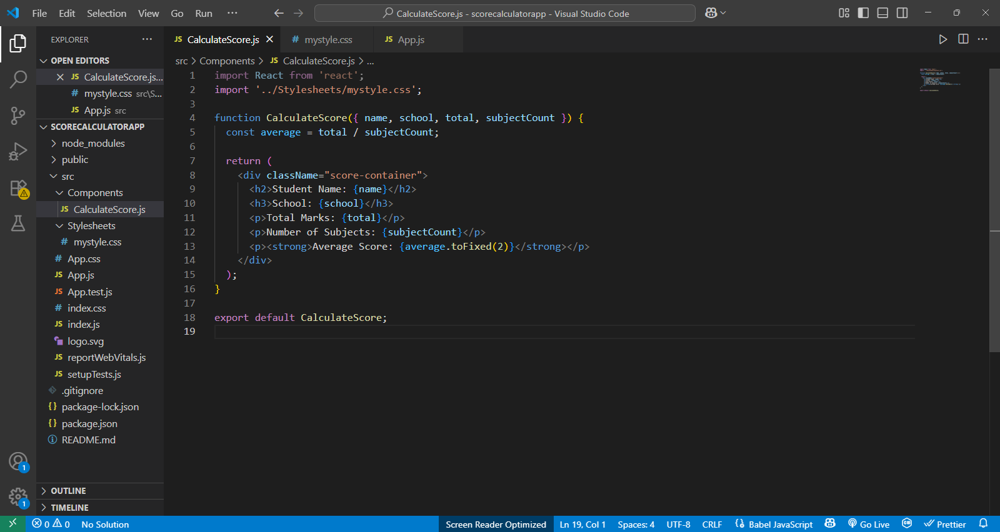 File Edit Selection View Go Run ···
CalculateScore.js - scorecalculatorapp - Visual Studio Code
EXPLORER ···
OPEN EDITORS
JS CalculateScore.js...
# mystyle.css src\S...
JS App.js src
SCORECALCULATORAPP
node_modules
public
src
Components
JS CalculateScore.js
Stylesheets
# mystyle.css
# App.css
JS App.js
JS App.test.js
# index.css
JS index.js
logo.svg
JS reportWebVitals.js
JS setupTests.js
.gitignore
{} package-lock.json
{} package.json
README.md
OUTLINE
TIMELINE
1
1
JS CalculateScore.js
# mystyle.css
JS App.js
src > Components > JS CalculateScore.js > ...
1 import React from 'react';
2 import '../Stylesheets/mystyle.css';
3
4 function CalculateScore({ name, school, total, subjectCount }) {
5 const average = total / subjectCount;
6
7 return (
8 <div className="score-container">
9 <h2>Student Name: {name}</h2>
10 <h3>School: {school}</h3>
11 <p>Total Marks: {total}</p>
12 <p>Number of Subjects: {subjectCount}</p>
13 <p><strong>Average Score: {average.toFixed(2)}</strong></p>
14 </div>
15 );
16 }
17
18 export default CalculateScore;
19
0 0 No Solution
Screen Reader Optimized Ln 19, Col 1 Spaces: 4 UTF-8 CRLF Babel JavaScript Go Live Prettier